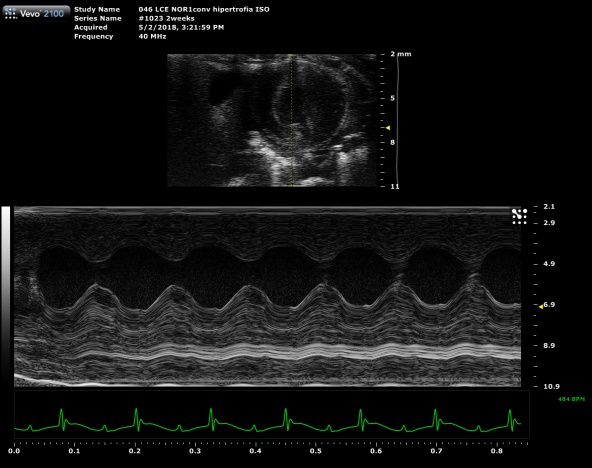 Vevo 2100
Study Name 046 LCE NOR1conv hipertrofia ISO
Series Name #1023 2weeks
Acquired 5/2/2018, 3:21:59 PM
Frequency 40 MHz
2 mm
5
8
11
2.1
2.9
4.9
6.9
8.9
10.9
484 BPM
0.0 0.1 0.2 0.3 0.4 0.5 0.6 0.7 0.8